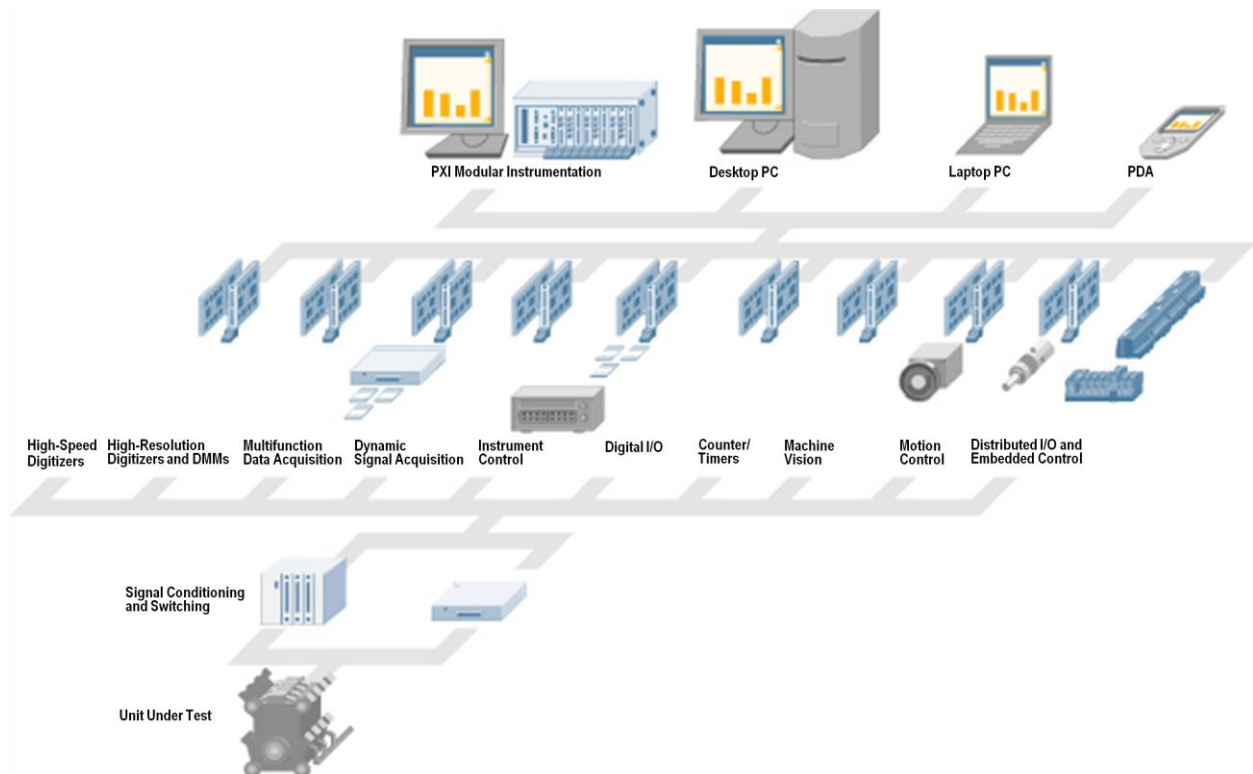 PXI Modular Instrumentation
Desktop PC
Laptop PC
PDA
High-Speed
Digitizers
High-Resolution
Digitizers and DMMs
Multifunction
Data Acquisition
Dynamic
Signal Acquisition
Instrument
Control
Digital I/O
Counter/
Timers
Machine
Vision
Motion
Control
Distributed I/O and
Embedded Control
Signal Conditioning
and Switching
Unit Under Test